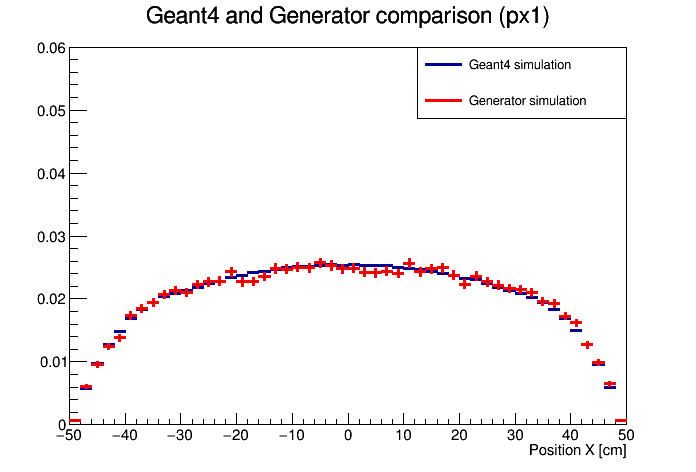 Geant4 and Generator comparison (px1)
Geant4 simulation
Generator simulation
0.06
0.05
0.04
0.03
0.02
0.01
0
−50 −40 −30 −20 −10 0 10 20 30 40 50
Position X [cm]